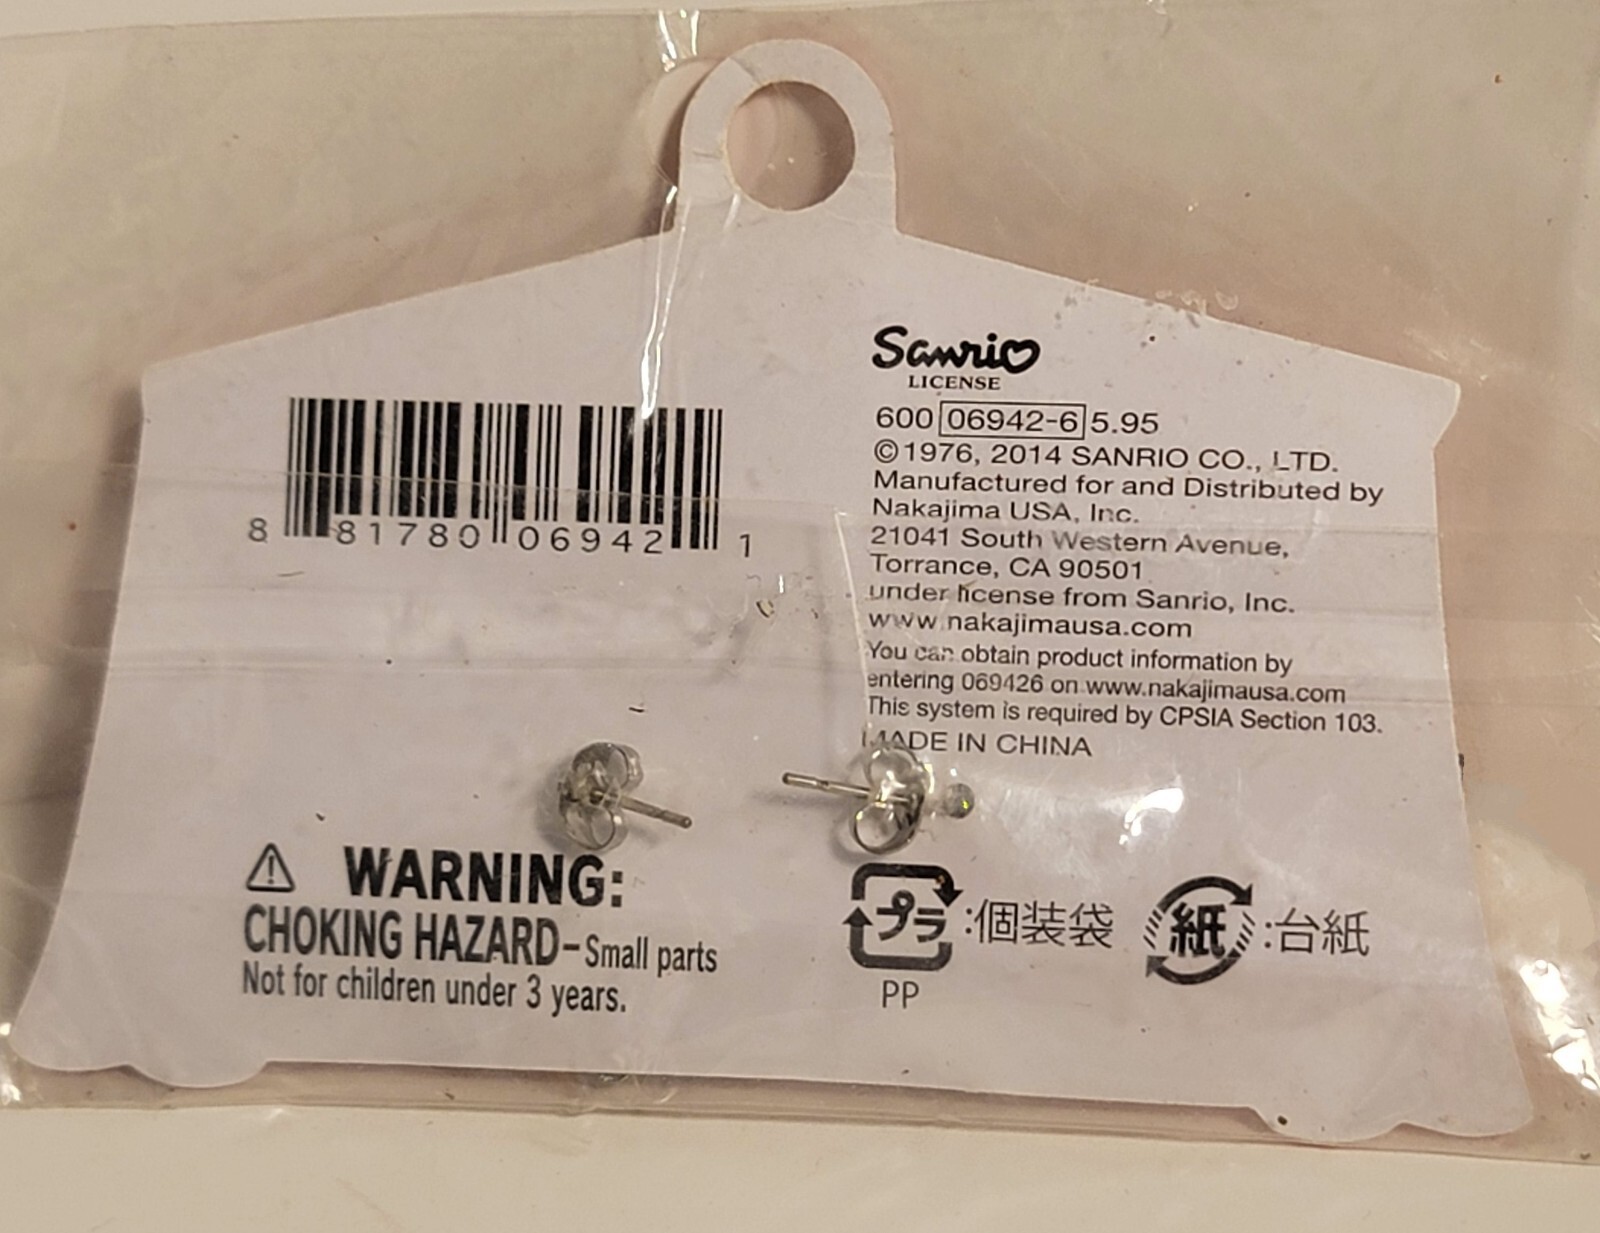 Sanrio
LICENSE
600 06942-6 5.95
©1976, 2014 SANRIO CO., LTD.
Manufactured for and Distributed by
Nakajima USA, Inc.
21041 South Western Avenue,
Torrance, CA 90501
under license from Sanrio, Inc.
www.nakajimausa.com
You can obtain product information by
entering 069426 on www.nakajimausa.com
This system is required by CPSIA Section 103.
MADE IN CHINA
8 81780 06942 1
WARNING:
CHOKING HAZARD-Small parts
Not for children under 3 years.
プラ:個装袋
PP
紙:台紙